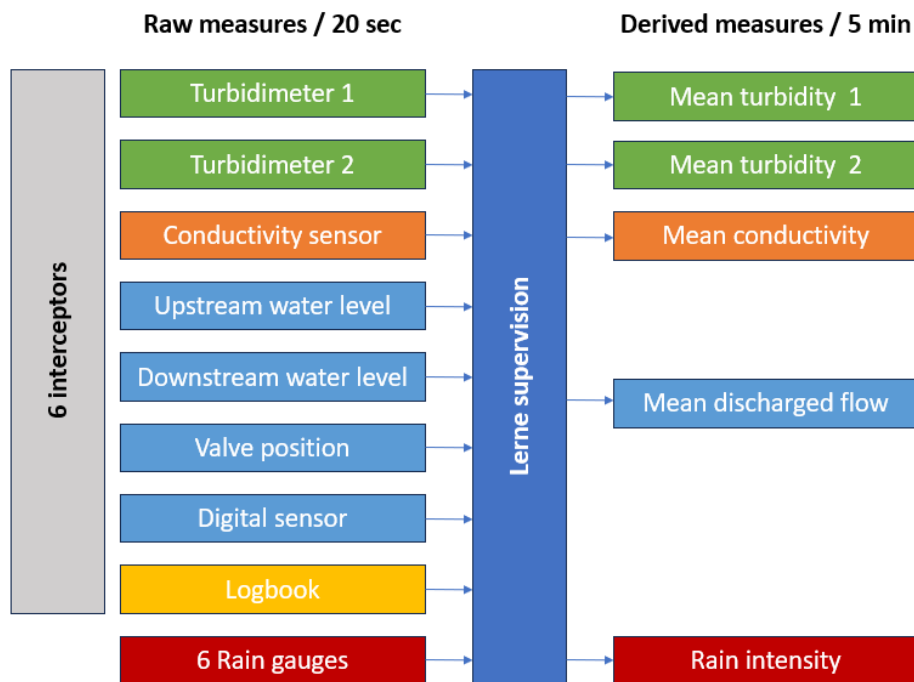 Raw measures / 20 sec
Derived measures / 5 min
6 interceptors
Turbidimeter 1
Turbidimeter 2
Conductivity sensor
Upstream water level
Downstream water level
Valve position
Digital sensor
Logbook
6 Rain gauges
Lerne supervision
Mean turbidity 1
Mean turbidity 2
Mean conductivity
Mean discharged flow
Rain intensity